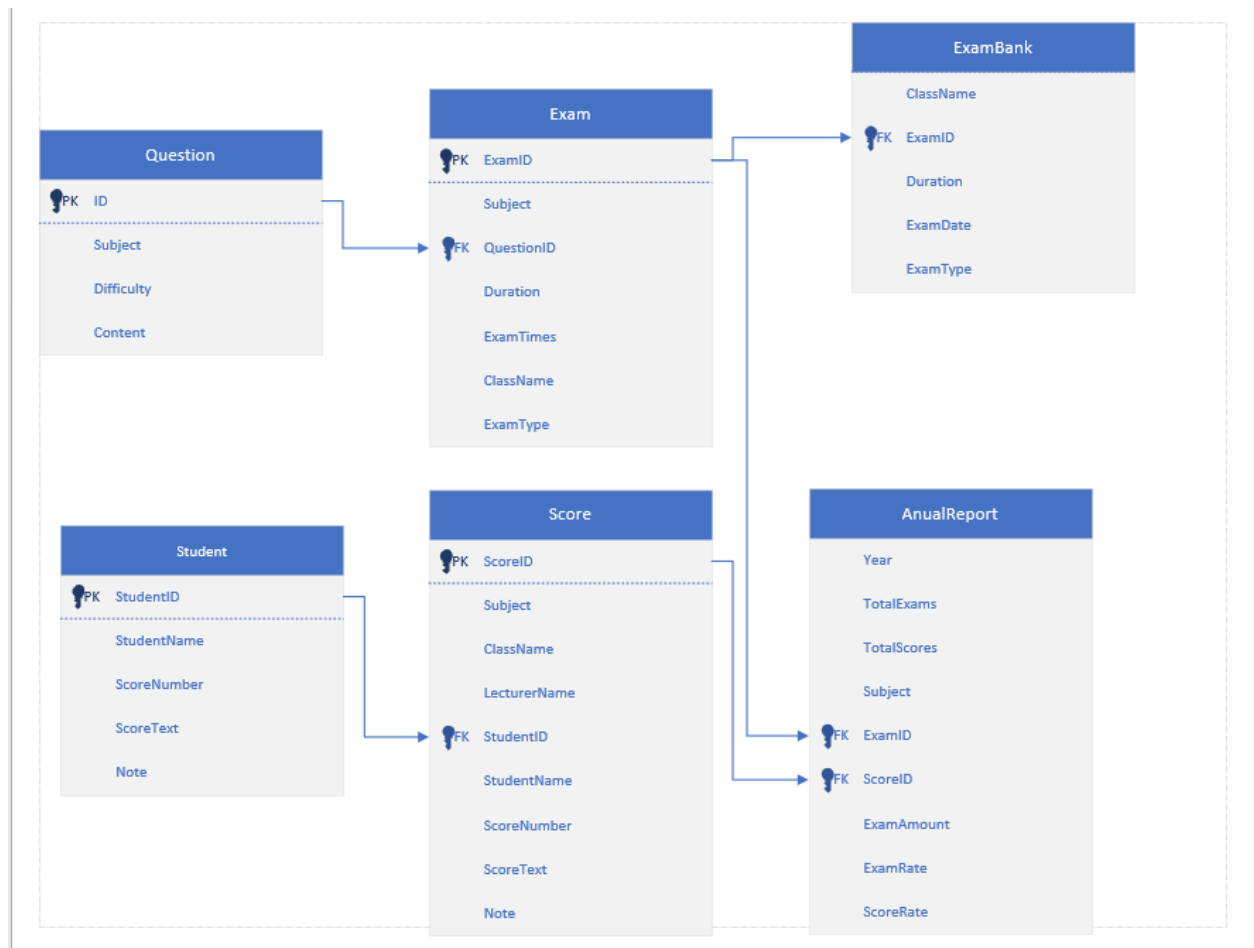 Question
PK ID
Subject
Difficulty
Content
Exam
PK ExamID
Subject
FK QuestionID
Duration
ExamTimes
ClassName
ExamType
ExamBank
ClassName
FK ExamID
Duration
ExamDate
ExamType
Student
PK StudentID
StudentName
ScoreNumber
ScoreText
Note
Score
PK ScoreID
Subject
ClassName
LecturerName
FK StudentID
StudentName
ScoreNumber
ScoreText
Note
AnualReport
Year
TotalExams
TotalScores
Subject
FK ExamID
FK ScoreID
ExamAmount
ExamRate
ScoreRate